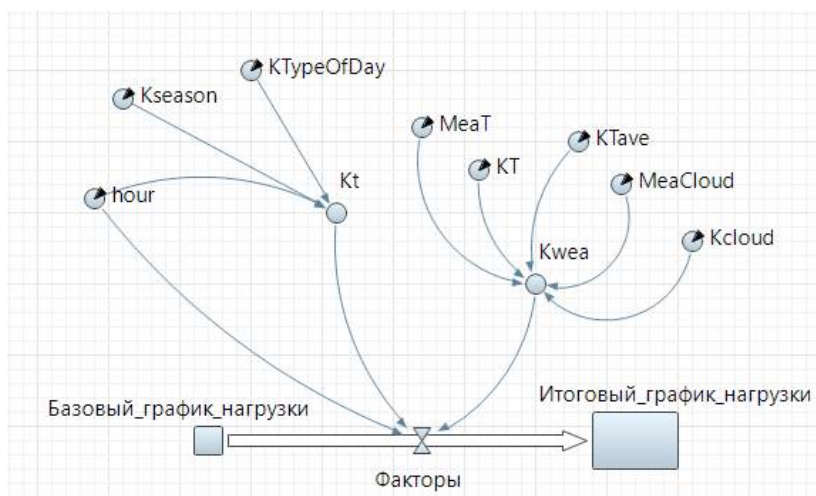 KTypeOfDay
Kseason
MeaT
KTave
KT
MeaCloud
Kt
hour
Kcloud
Kwea
Базовый_график_нагрузки
Итоговый_график_нагрузки
Факторы